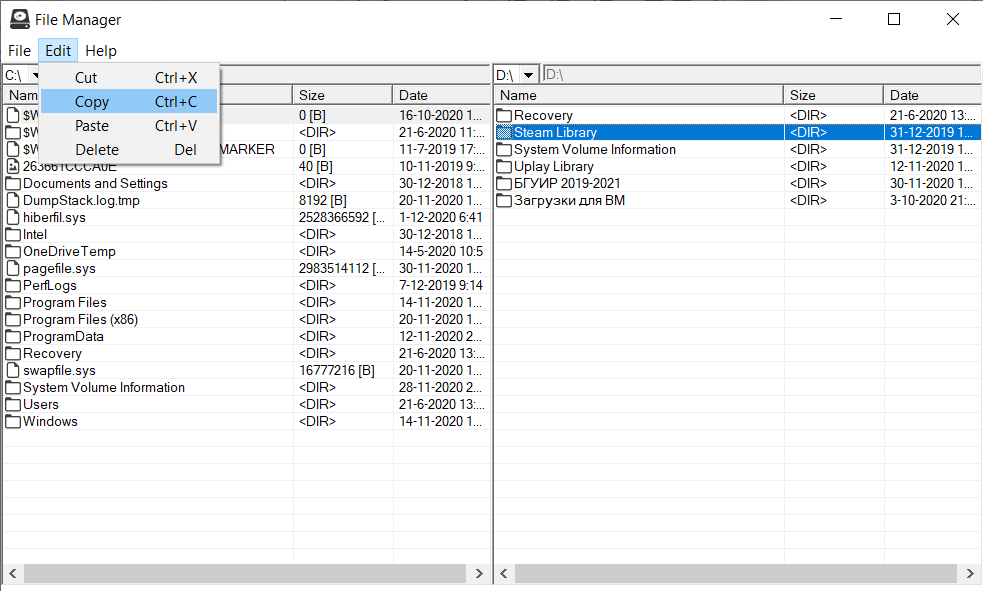 File Manager
File Edit Help
C:\ D:\ D:\
Cut Ctrl+X
Copy Ctrl+C
Paste Ctrl+V
Delete Del
Size Date Name Size Date
0 [B] 16-10-2020 1... Recovery <DIR> 21-6-2020 13:...
<DIR> 21-6-2020 11:... Steam Library <DIR> 31-12-2019 1...
MARKER 0 [B] 11-7-2019 17:... System Volume Information <DIR> 31-12-2019 1...
263661CCCA0E 40 [B] 10-11-2019 9:... Uplay Library <DIR> 12-11-2020 1...
Documents and Settings <DIR> 30-12-2018 1... БГУИР 2019-2021 <DIR> 30-11-2020 1...
DumpStack.log.tmp 8192 [B] 20-11-2020 1... Загрузки для ВМ <DIR> 3-10-2020 21:...
hiberfil.sys 2528366592 [... 1-12-2020 6:41
Intel <DIR> 30-12-2018 1...
OneDriveTemp <DIR> 14-5-2020 10:5
pagefile.sys 2983514112 [... 30-11-2020 1...
PerfLogs <DIR> 7-12-2019 9:14
Program Files <DIR> 14-11-2020 1...
Program Files (x86) <DIR> 20-11-2020 1...
ProgramData <DIR> 12-11-2020 2...
Recovery <DIR> 21-6-2020 13:...
swapfile.sys 16777216 [B] 20-11-2020 1...
System Volume Information <DIR> 28-11-2020 2...
Users <DIR> 21-6-2020 13:...
Windows <DIR> 14-11-2020 1...